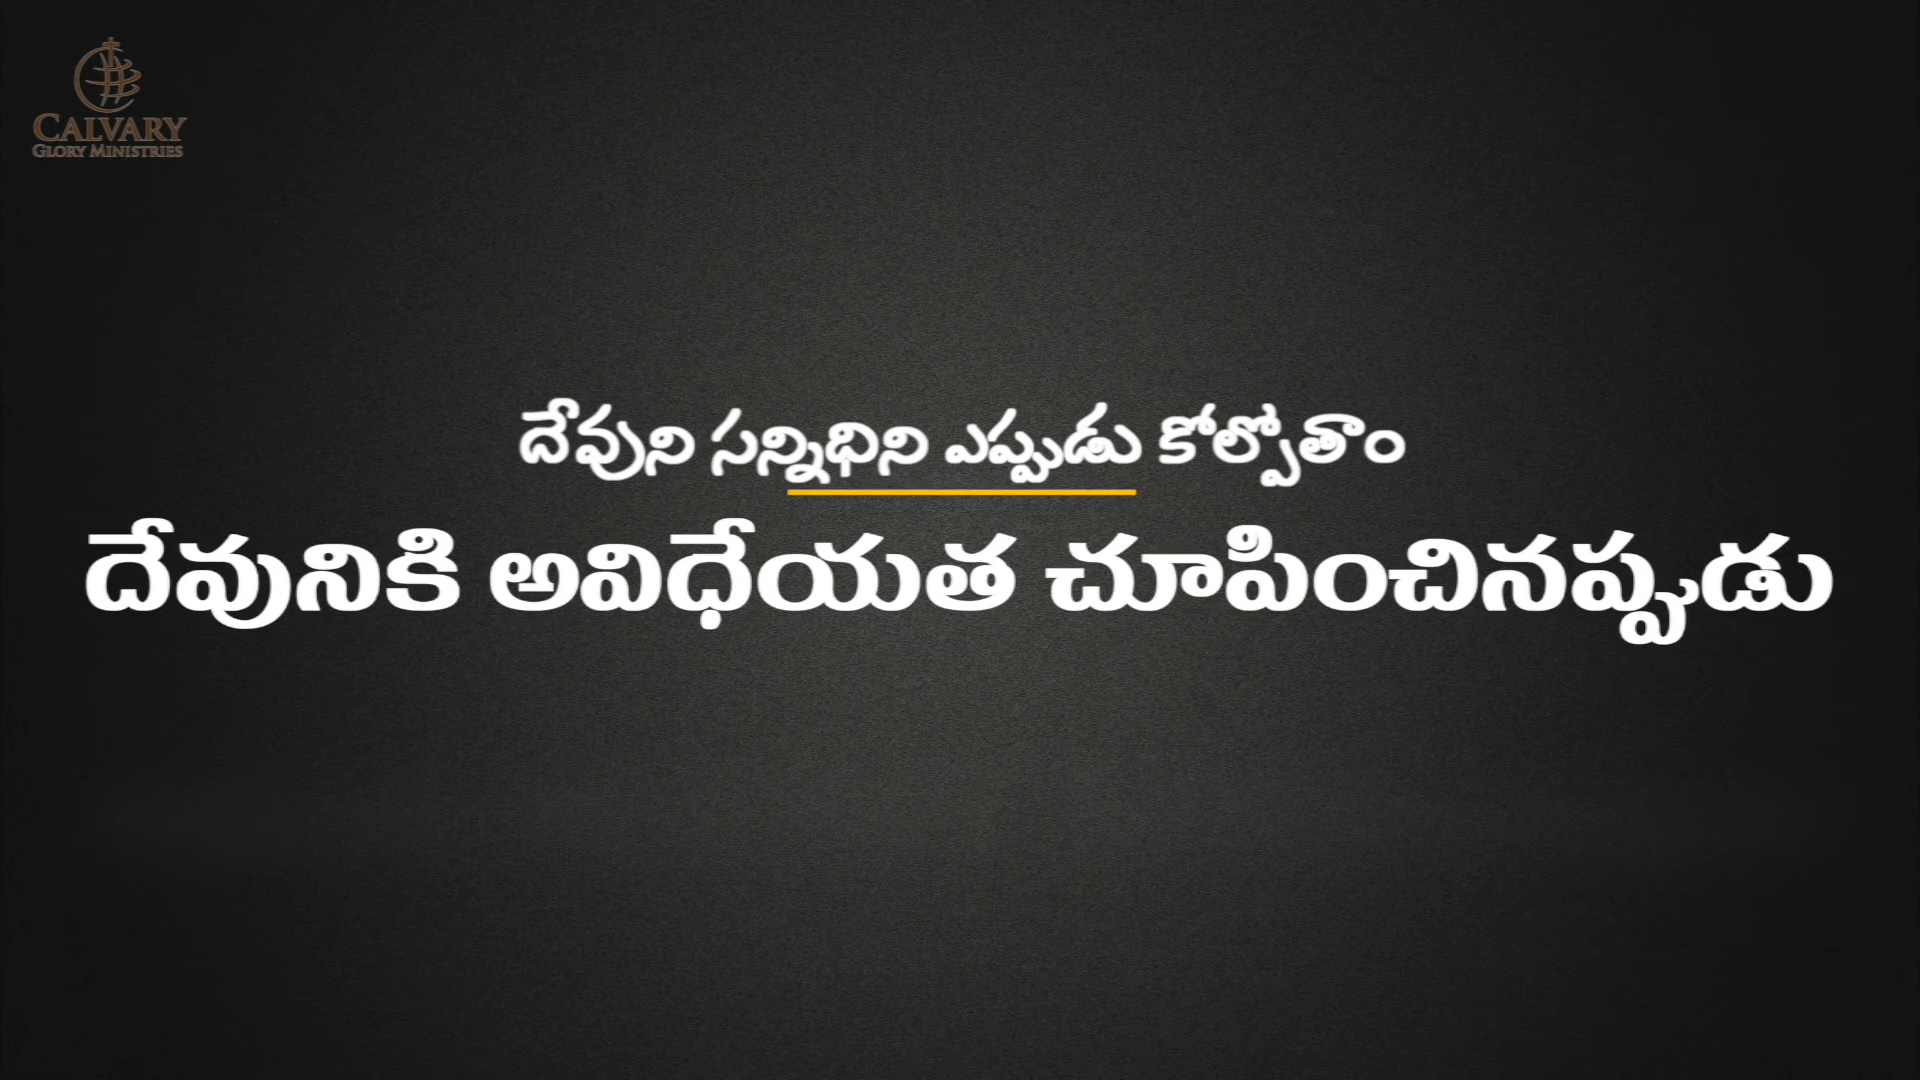 CALVARY
GLORY MINISTRIES
దేవుని సన్నిధిని ఎప్పుడు కోల్పోతాం
దేవునికి అవిధేయత చూపించినప్పుడు